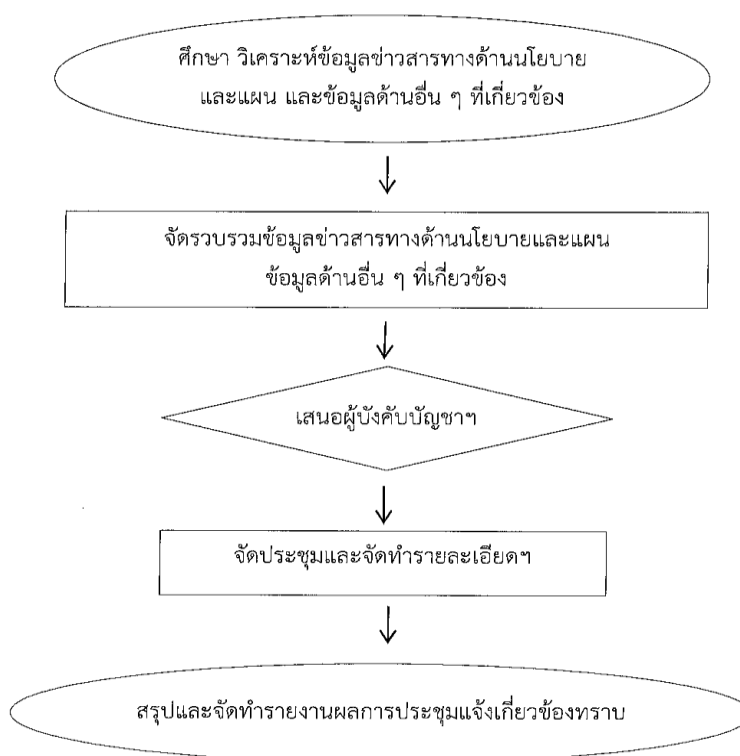 ศึกษา วิเคราะห์ข้อมูลข่าวสารทางด้านนโยบาย
และแผน และข้อมูลด้านอื่น ๆ ที่เกี่ยวข้อง
จัดรวบรวมข้อมูลข่าวสารทางด้านนโยบายและแผน
ข้อมูลด้านอื่น ๆ ที่เกี่ยวข้อง
เสนอผู้บังคับบัญชาฯ
จัดประชุมและจัดทำรายละเอียดฯ
สรุปและจัดทำรายงานผลการประชุมแจ้งเกี่ยวข้องทราบ